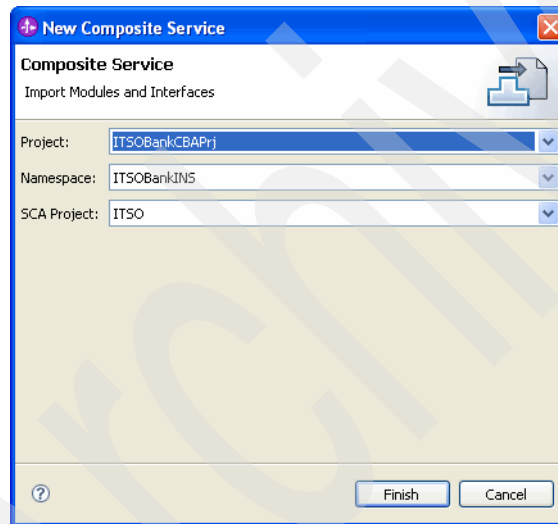 New Composite Service
Composite Service
Import Modules and Interfaces
Project: ITSOBankCBAPrj
Namespace: ITSOBankINS
SCA Project: ITSO
Finish Cancel